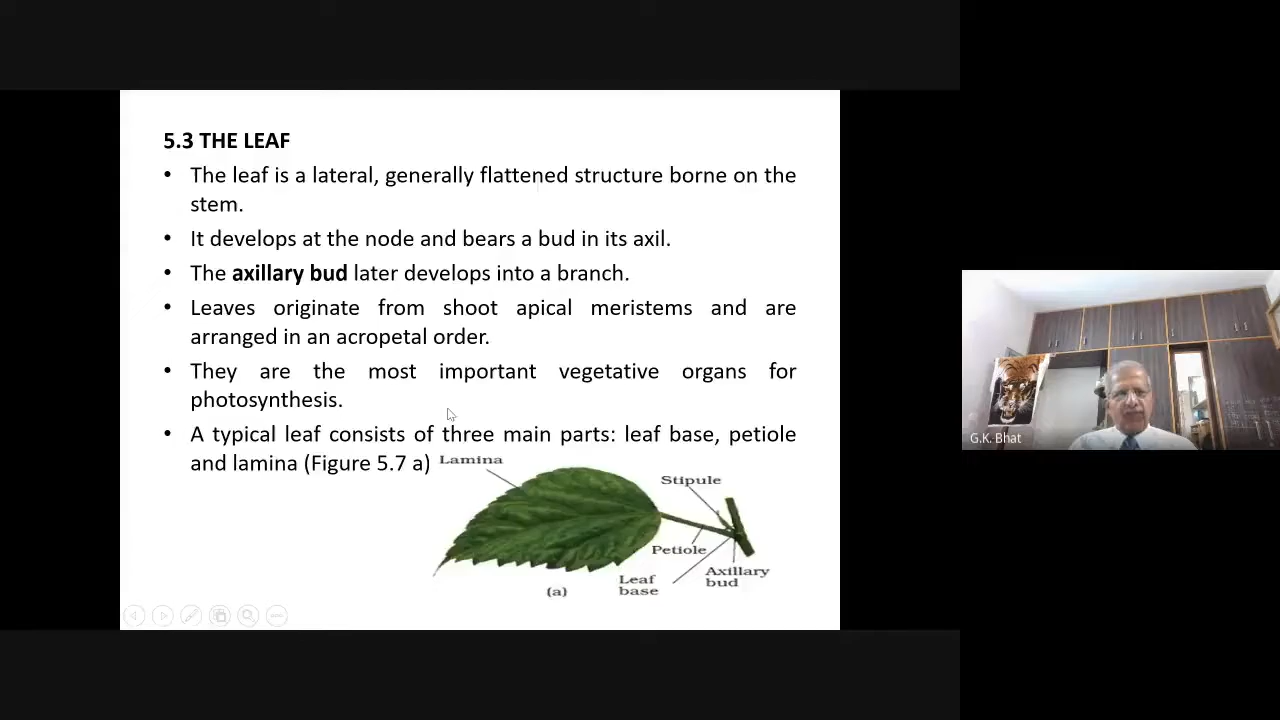 5.3 THE LEAF
• The leaf is a lateral, generally flattened structure borne on the
stem.
• It develops at the node and bears a bud in its axil.
• The axillary bud later develops into a branch.
• Leaves originate from shoot apical meristems and are
arranged in an acropetal order.
• They are the most important vegetative organs for
photosynthesis.
• A typical leaf consists of three main parts: leaf base, petiole
and lamina (Figure 5.7 a)
Lamina
Stipule
Petiole
Axillary
bud
Leaf
base
(a)
G.K. Bhat